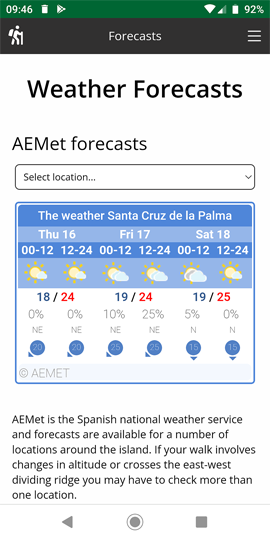 09:46 92%
Forecasts
Weather Forecasts
AEMet forecasts
Select location...
The weather Santa Cruz de la Palma
Thu 16 Fri 17 Sat 18
00-12 12-24 00-12 12-24 00-12 12-24
18 / 24 19 / 24 19 / 25
0% 0% 10% 25% 5% 0%
NE NE NE NE N N
20 20 25 25 15 15
© AEMET
AEMet is the Spanish national weather service
and forecasts are available for a number of
locations around the island. If your walk involves
changes in altitude or crosses the east-west
dividing ridge you may have to check more than
one location.